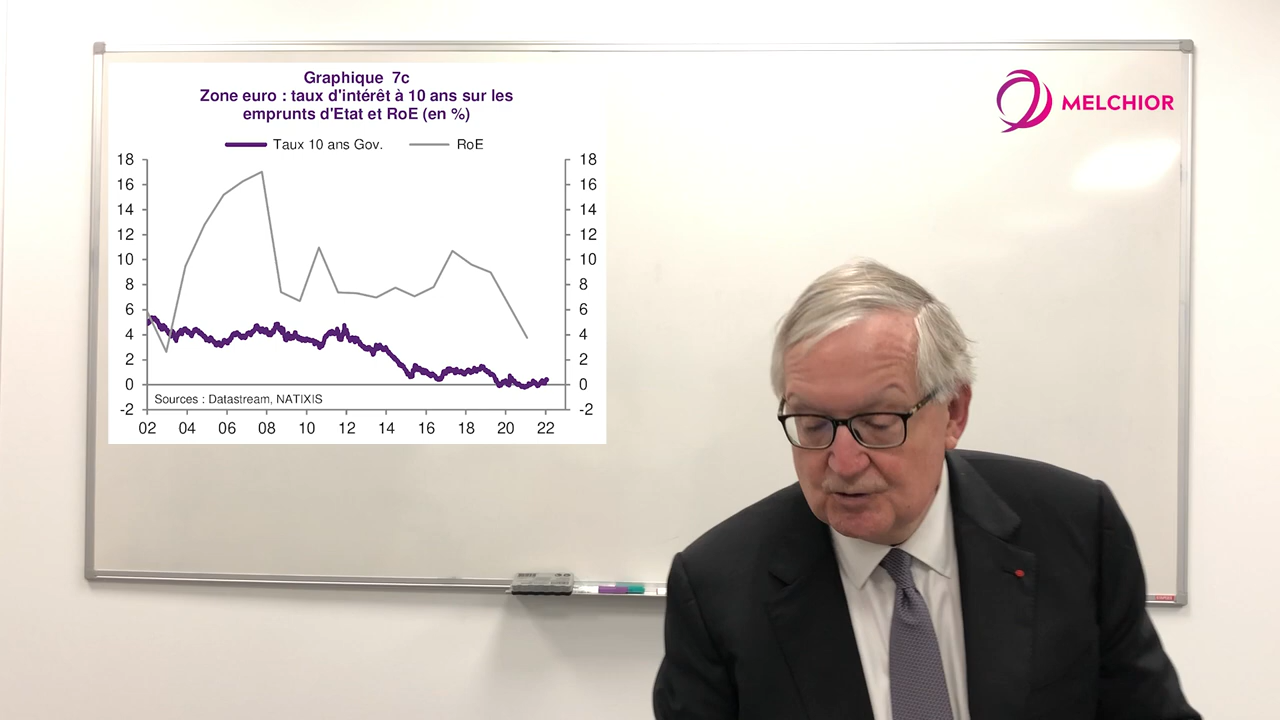 Graphique 7c
Zone euro : taux d'intérêt à 10 ans sur les
emprunts d'Etat et RoE (en %)
Taux 10 ans Gov. RoE
18 18
16 16
14 14
12 12
10 10
8 8
6 6
4 4
2 2
0 0
-2 -2
Sources : Datastream, NATIXIS
02 04 06 08 10 12 14 16 18 20 22
MELCHIOR